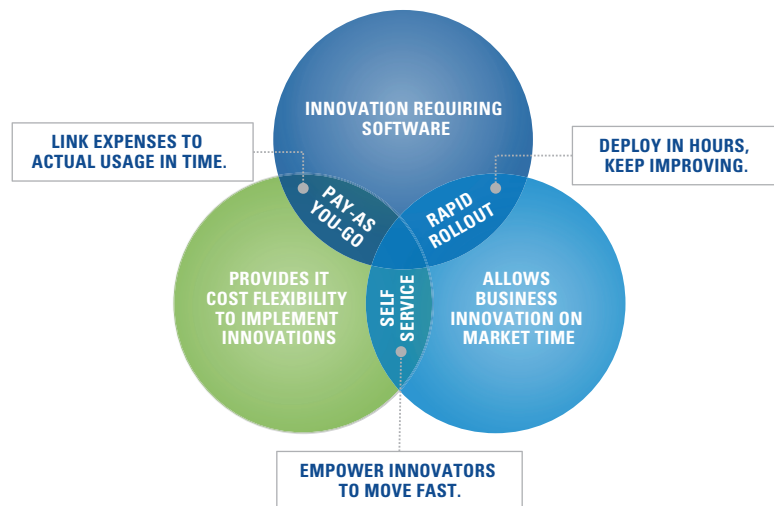 INNOVATION REQUIRING
SOFTWARE
LINK EXPENSES TO
ACTUAL USAGE IN TIME.
DEPLOY IN HOURS,
KEEP IMPROVING.
PAY-AS
YOU-GO
RAPID
ROLLOUT
PROVIDES IT
COST FLEXIBILITY
TO IMPLEMENT
INNOVATIONS
SELF
SERVICE
ALLOWS
BUSINESS
INNOVATION ON
MARKET TIME
EMPOWER INNOVATORS
TO MOVE FAST.